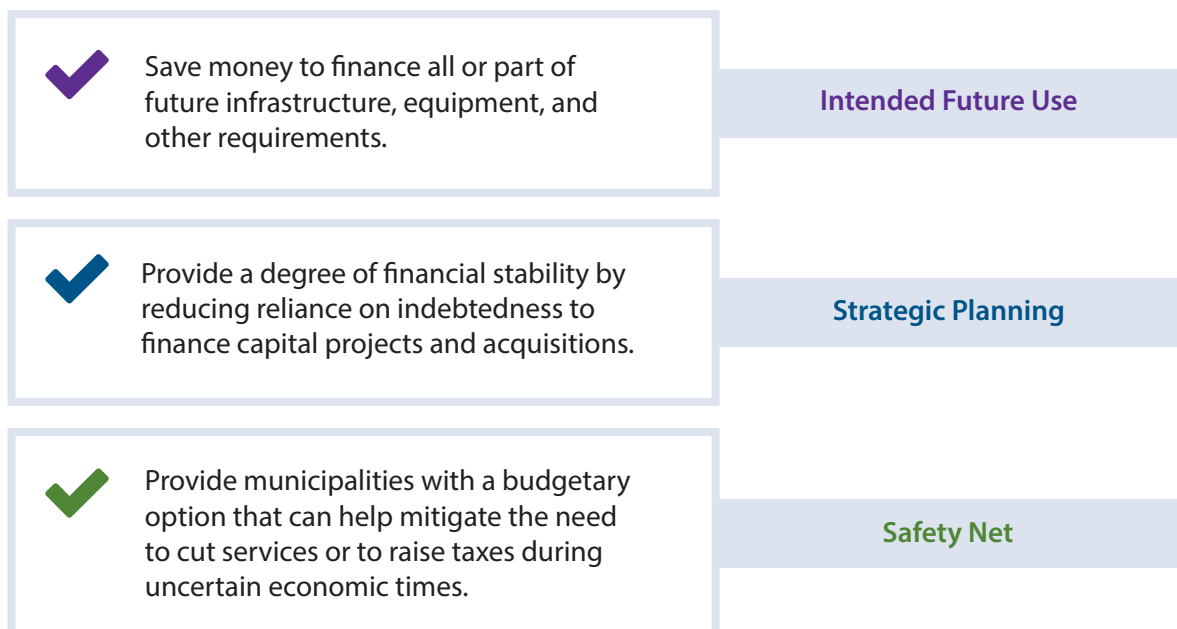 Save money to finance all or part of
future infrastructure, equipment, and
other requirements.
Intended Future Use
Provide a degree of financial stability by
reducing reliance on indebtedness to
finance capital projects and acquisitions.
Strategic Planning
Provide municipalities with a budgetary
option that can help mitigate the need
to cut services or to raise taxes during
uncertain economic times.
Safety Net